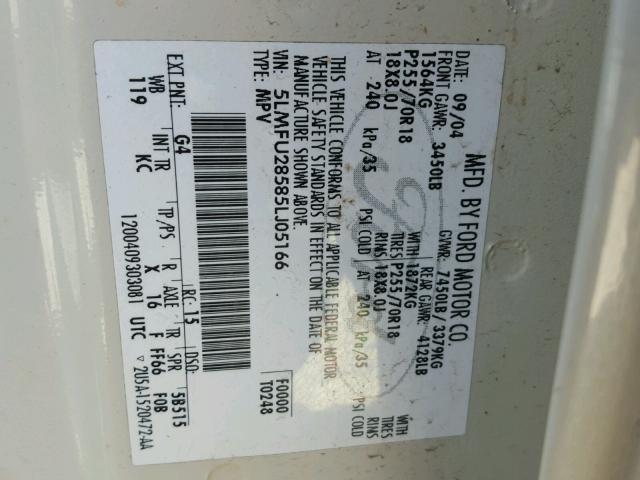 MFD. BY FORD MOTOR CO.
DATE: 09/04 GVWR: 7450LB / 3379KG
FRONT GAWR: 3450LB REAR GAWR: 4128LB
1564KG WITH 1872KG WITH
P255/70R18 TIRES P255/70R18 TIRES
18X8.0J RIMS 18X8.0J RIMS
AT 240 kPa/35 PSI COLD AT 240 kPa/35 PSI COLD
THIS VEHICLE CONFORMS TO ALL APPLICABLE FEDERAL MOTOR
VEHICLE SAFETY STANDARDS IN EFFECT ON THE DATE OF
MANUFACTURE SHOWN ABOVE.
VIN: 5LMFU28585LJ05166 F0000
TYPE: MPV T0248
EXT PNT: G4 RC: 15 DSO:
WB INT TR TP/PS R AXLE TR SPR 5B515
119 KC X 16 F FF66 F0B
1200409303081 UTC ▽ 2U5A-1520472-AA